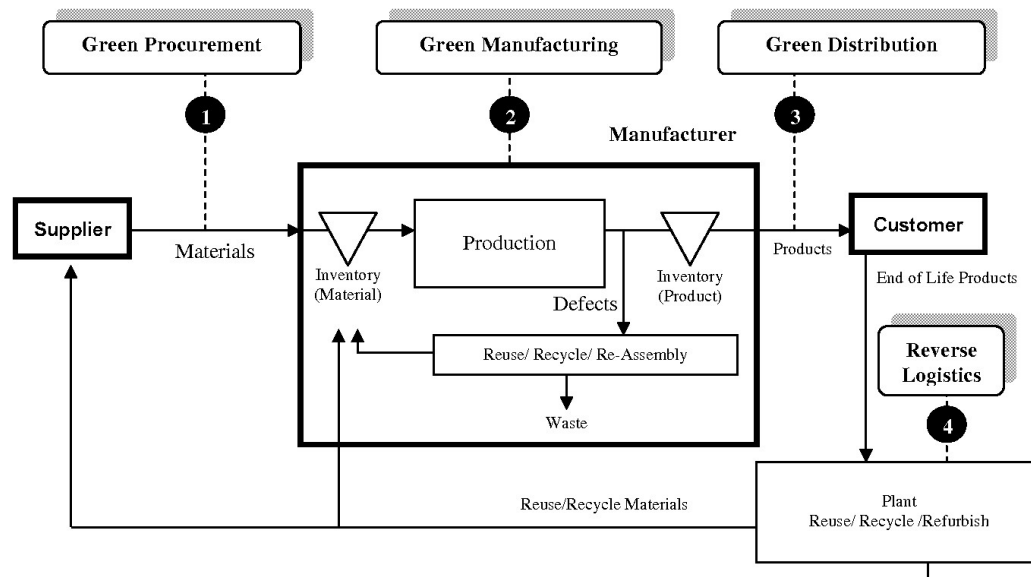 Green Procurement
Green Manufacturing
Green Distribution
1
2
3
Manufacturer
Supplier
Materials
Inventory
(Material)
Production
Defects
Inventory
(Product)
Products
Customer
End of Life Products
Reuse/ Recycle/ Re-Assembly
Waste
Reverse
Logistics
4
Reuse/Recycle Materials
Plant
Reuse/ Recycle /Refurbish